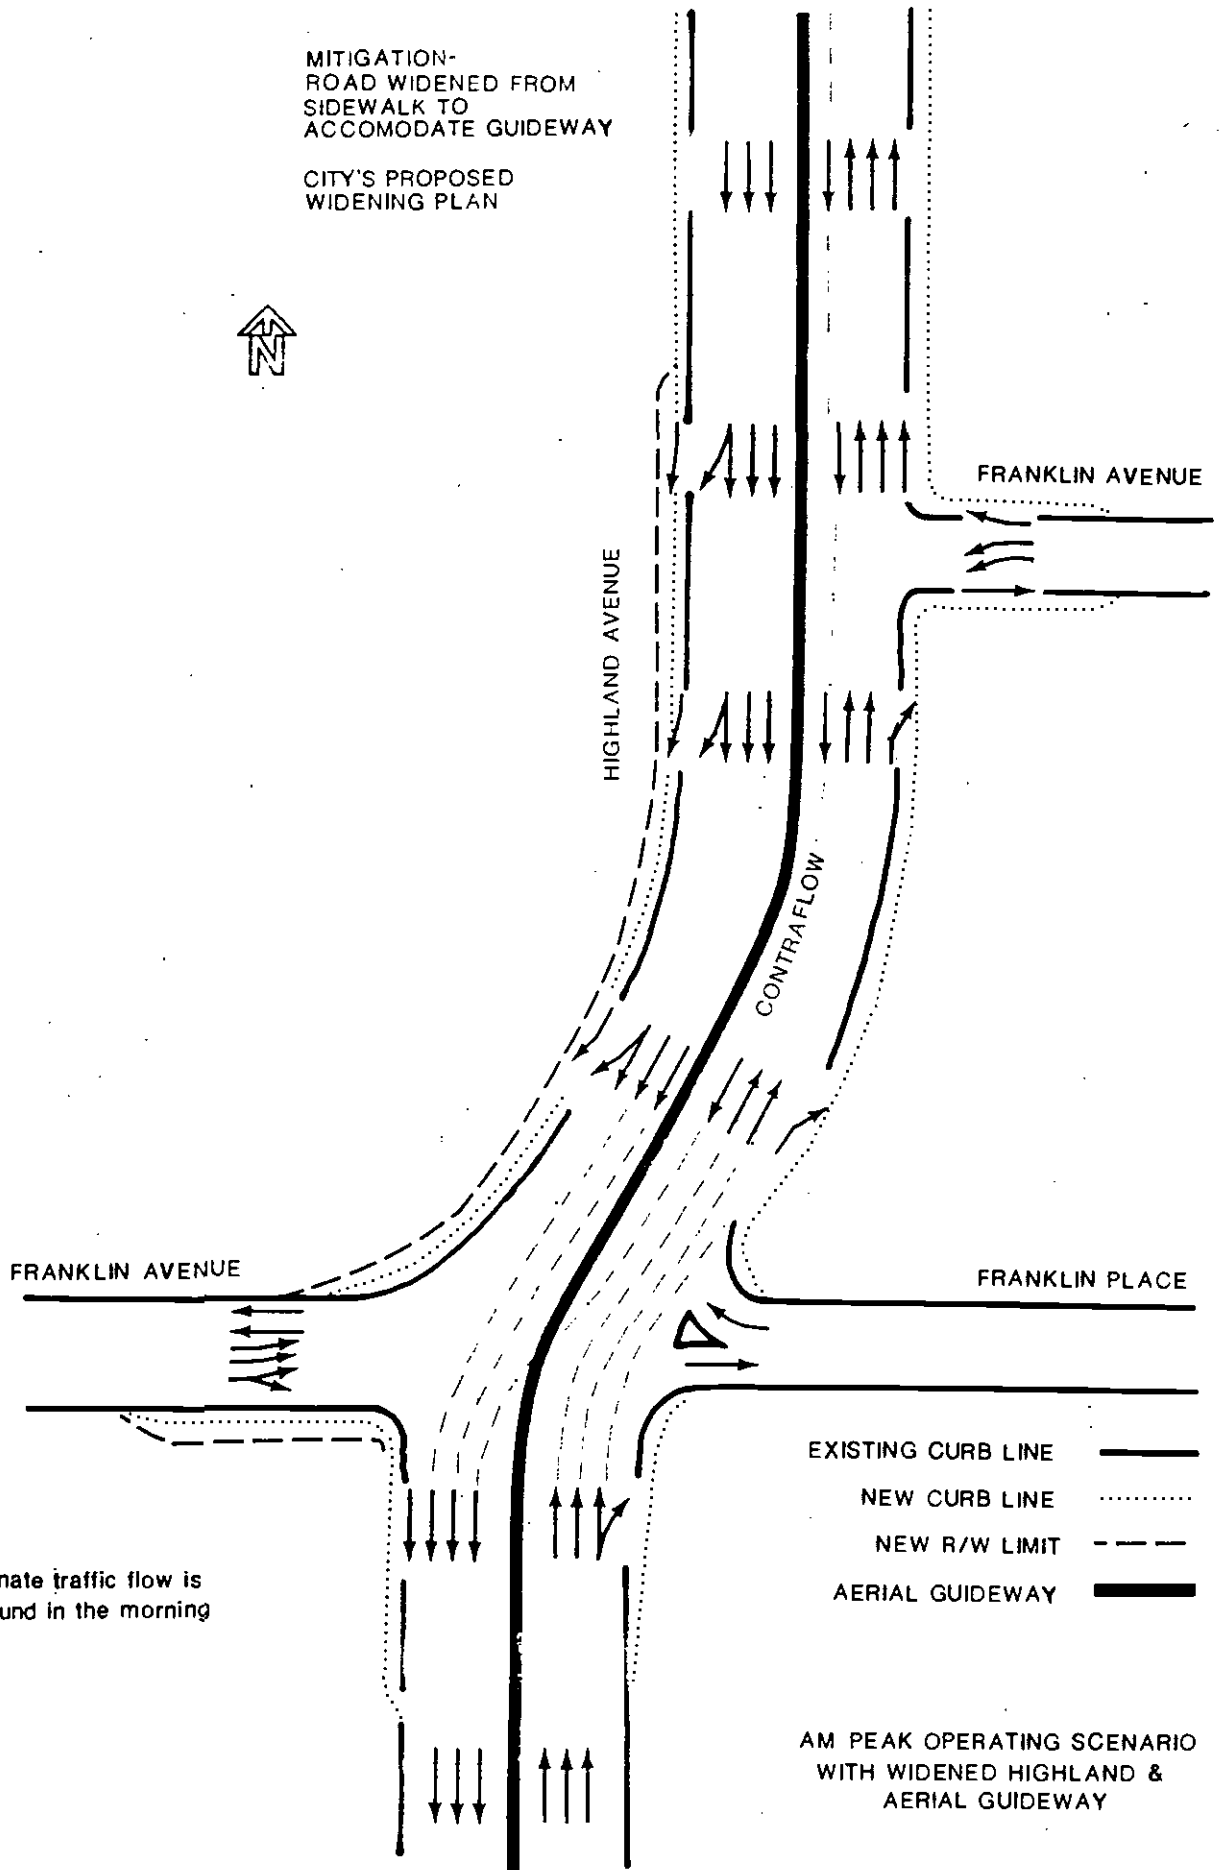 MITIGATION-
ROAD WIDENED FROM
SIDEWALK TO
ACCOMODATE GUIDEWAY
CITY'S PROPOSED
WIDENING PLAN
N
FRANKLIN AVENUE
HIGHLAND AVENUE
CONTRAFLOW
FRANKLIN AVENUE
FRANKLIN PLACE
EXISTING CURB LINE
NEW CURB LINE
NEW R/W LIMIT
AERIAL GUIDEWAY
nate traffic flow is
und in the morning
AM PEAK OPERATING SCENARIO
WITH WIDENED HIGHLAND &
AERIAL GUIDEWAY